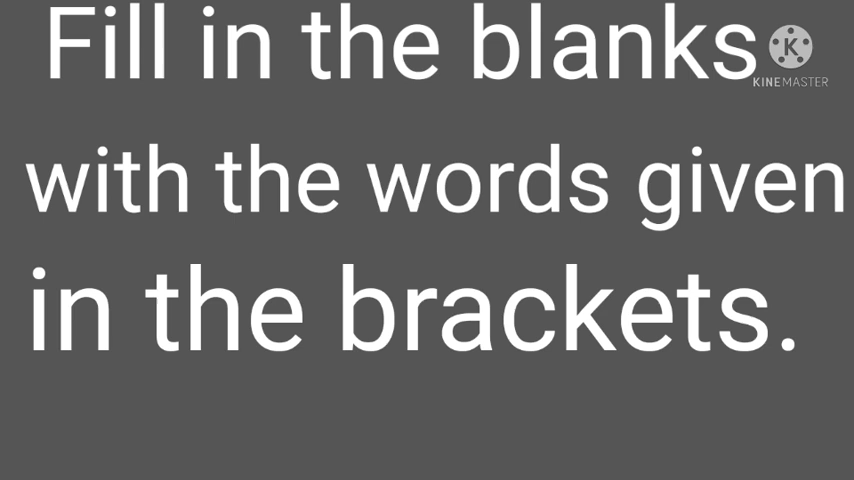 Fill in the blanks
KINEMASTER
with the words given
in the brackets.